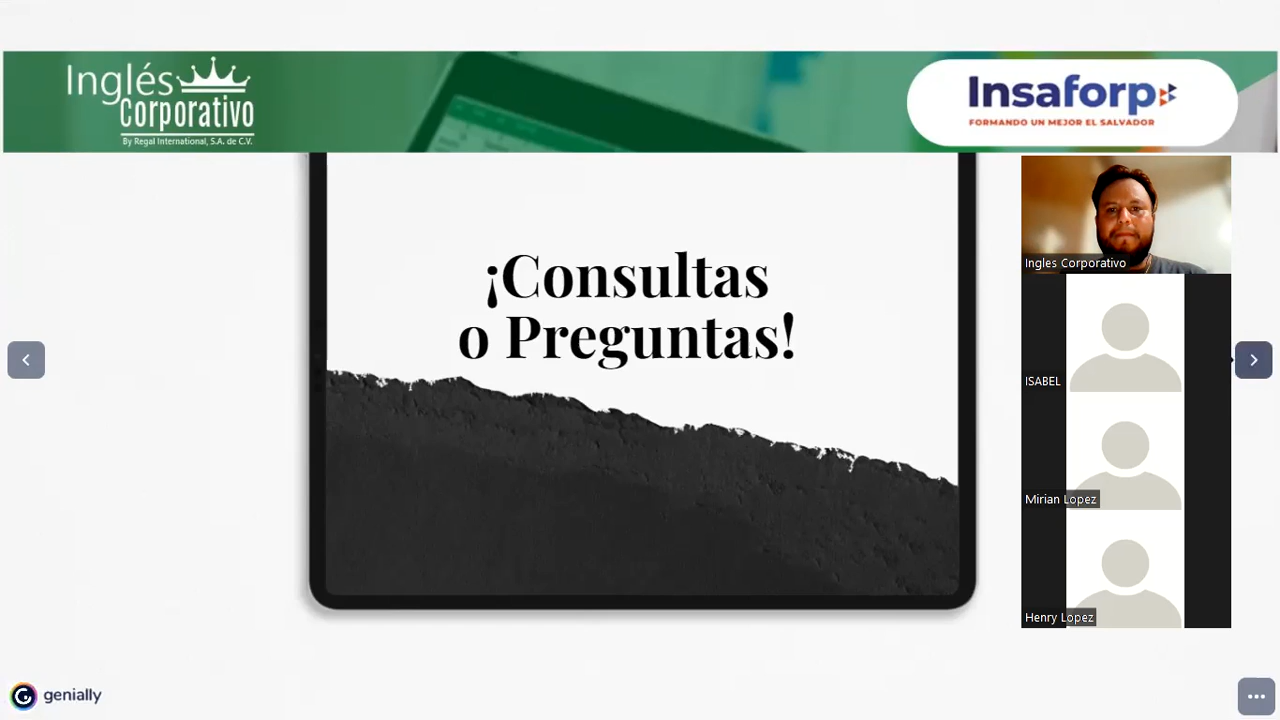 Inglés
Corporativo
By Regal International, S.A. de C.V.
Insaforp
FORMANDO UN MEJOR EL SALVADOR
¡Consultas
o Preguntas!
Ingles Corporativo
ISABEL
Mirian Lopez
Henry Lopez
genially